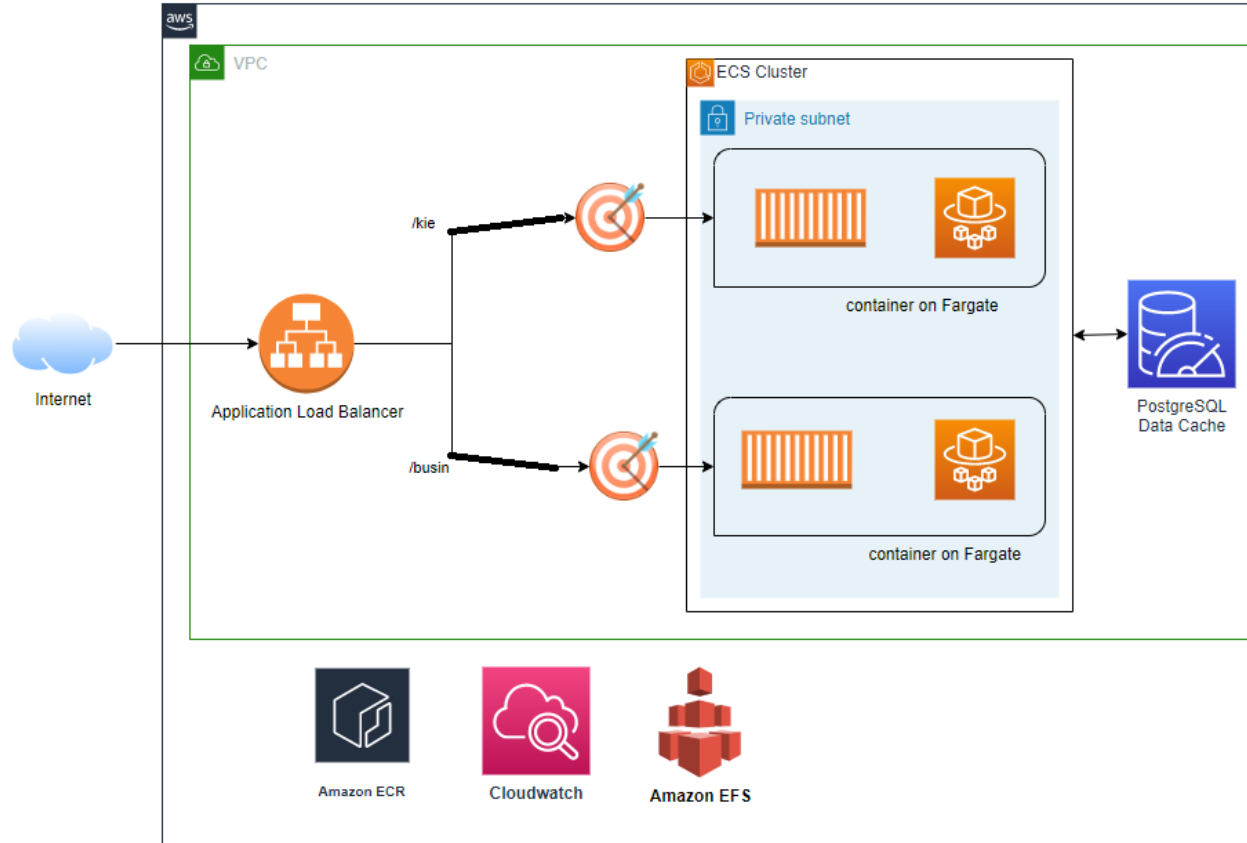 aws
VPC
ECS Cluster
Private subnet
/kie
container on Fargate
Internet
Application Load Balancer
PostgreSQL
Data Cache
/busin
container on Fargate
Amazon ECR
Cloudwatch
Amazon EFS